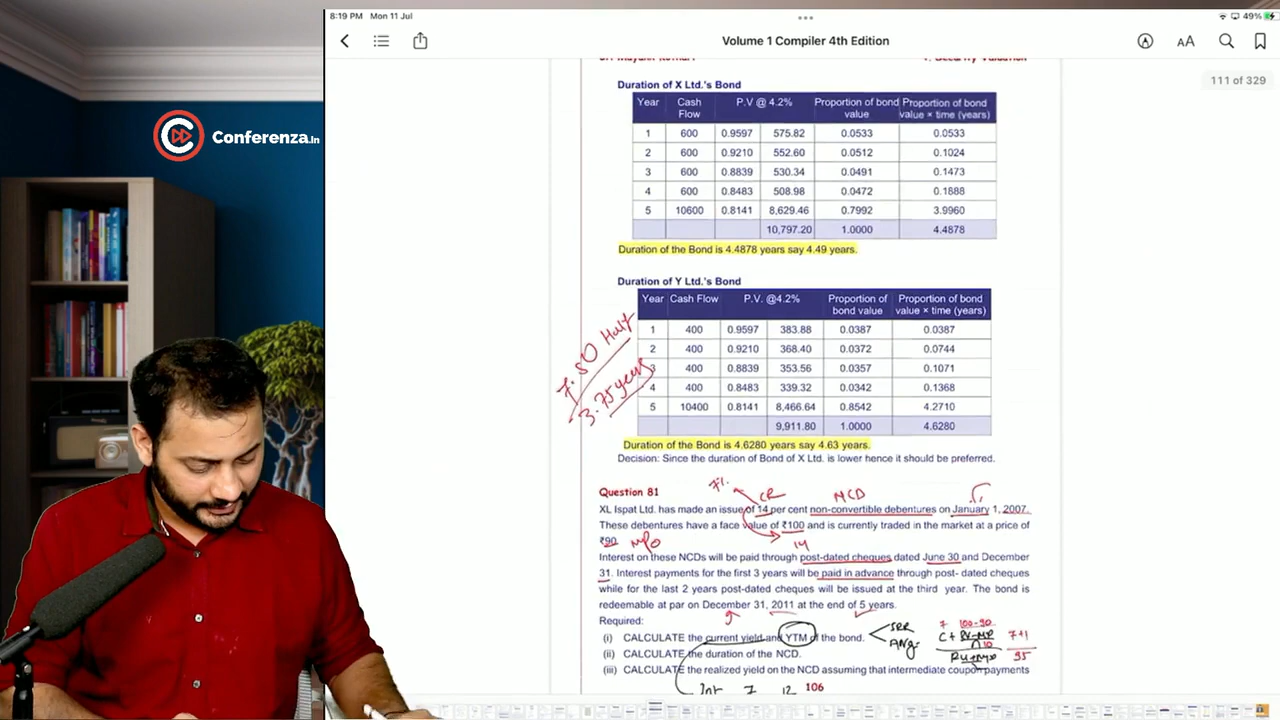 8:19 PM Mon 11 Jul
49%
Volume 1 Compiler 4th Edition
AA
111 of 329
Conferenza.in
Duration of X Ltd.'s Bond
Year Cash Flow P.V @ 4.2% Proportion of bond value Proportion of bond value × time (years)
1 600 0.9597 575.82 0.0533 0.0533
2 600 0.9210 552.60 0.0512 0.1024
3 600 0.8839 530.34 0.0491 0.1473
4 600 0.8483 508.98 0.0472 0.1888
5 10600 0.8141 8,629.46 0.7992 3.9960
10,797.20 1.0000 4.4878
Duration of the Bond is 4.4878 years say 4.49 years.
Duration of Y Ltd.'s Bond
Year Cash Flow P.V. @4.2% Proportion of bond value Proportion of bond value × time (years)
1 400 0.9597 383.88 0.0387 0.0387
2 400 0.9210 368.40 0.0372 0.0744
3 400 0.8839 353.56 0.0357 0.1071
4 400 0.8483 339.32 0.0342 0.1368
5 10400 0.8141 8,466.64 0.8542 4.2710
9,911.80 1.0000 4.6280
7.50 Half
3.75 years
Duration of the Bond is 4.6280 years say 4.63 years.
Decision: Since the duration of Bond of X Ltd. is lower hence it should be preferred.
Question 81
7% CR NCD
XL Ispat Ltd. has made an issue of 14 per cent non-convertible debentures on January 1, 2007.
These debentures have a face value of ₹100 and is currently traded in the market at a price of
₹90. 14
Interest on these NCDs will be paid through post-dated cheques dated June 30 and December
31. Interest payments for the first 3 years will be paid in advance through post- dated cheques
while for the last 2 years post-dated cheques will be issued at the third year. The bond is
redeemable at par on December 31, 2011 at the end of 5 years.
Required:
(i) CALCULATE the current yield and YTM of the bond.
(ii) CALCULATE the duration of the NCD.
(iii) CALCULATE the realized yield on the NCD assuming that intermediate coupon payments
7 100-90
10
7+1
95
Int 7 12
106